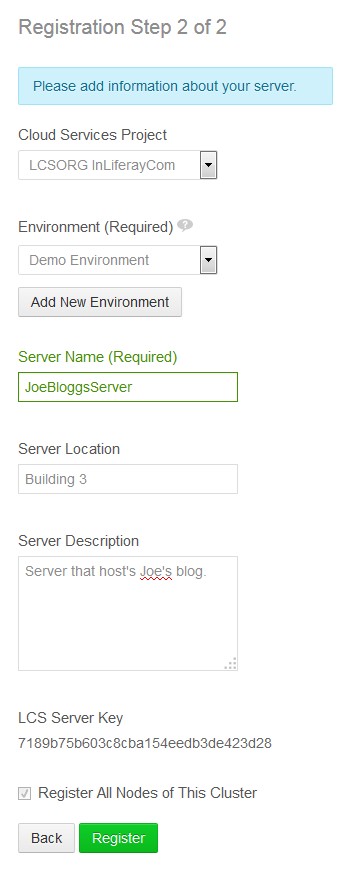 Registration Step 2 of 2
Please add information about your server.
Cloud Services Project
LCSORG InLiferayCom
Environment (Required)
Demo Environment
Add New Environment
Server Name (Required)
JoeBloggsServer
Server Location
Building 3
Server Description
Server that host's Joe's blog.
LCS Server Key
7189b75b603c8cba154eedb3de423d28
Register All Nodes of This Cluster
Back Register